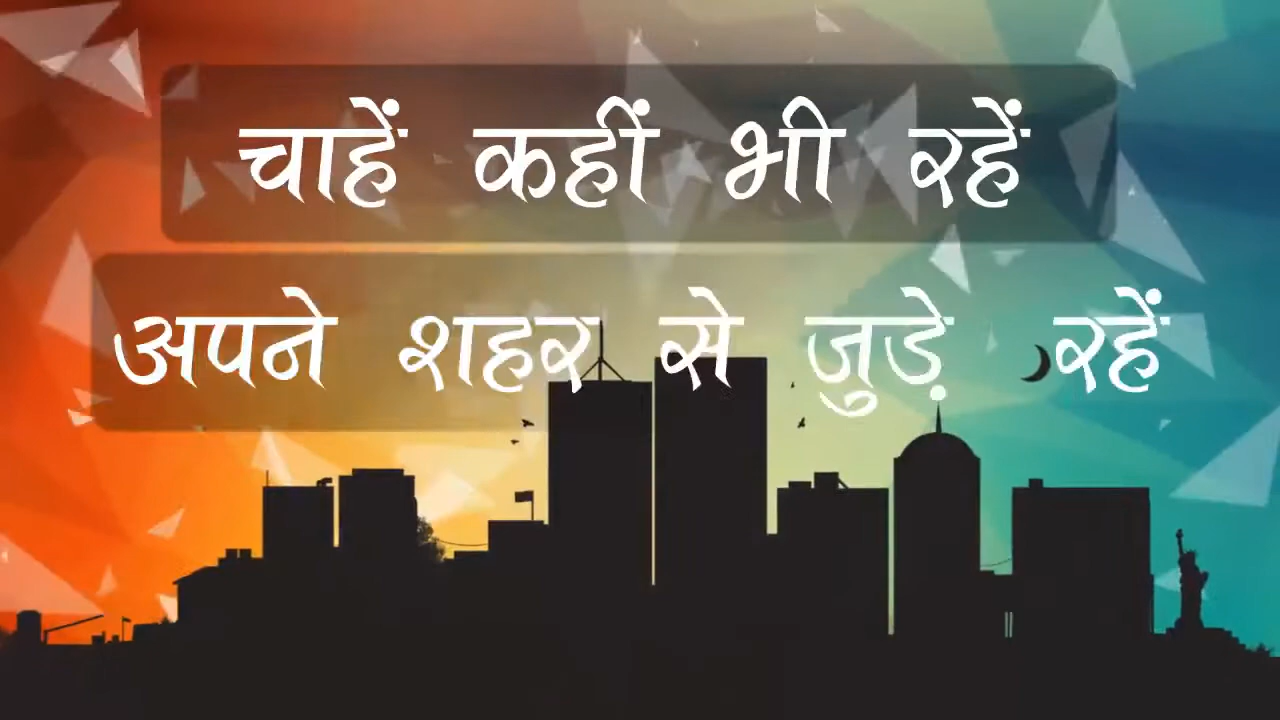 चाहें कहीं भी रहें
अपने शहर से जुड़े रहें